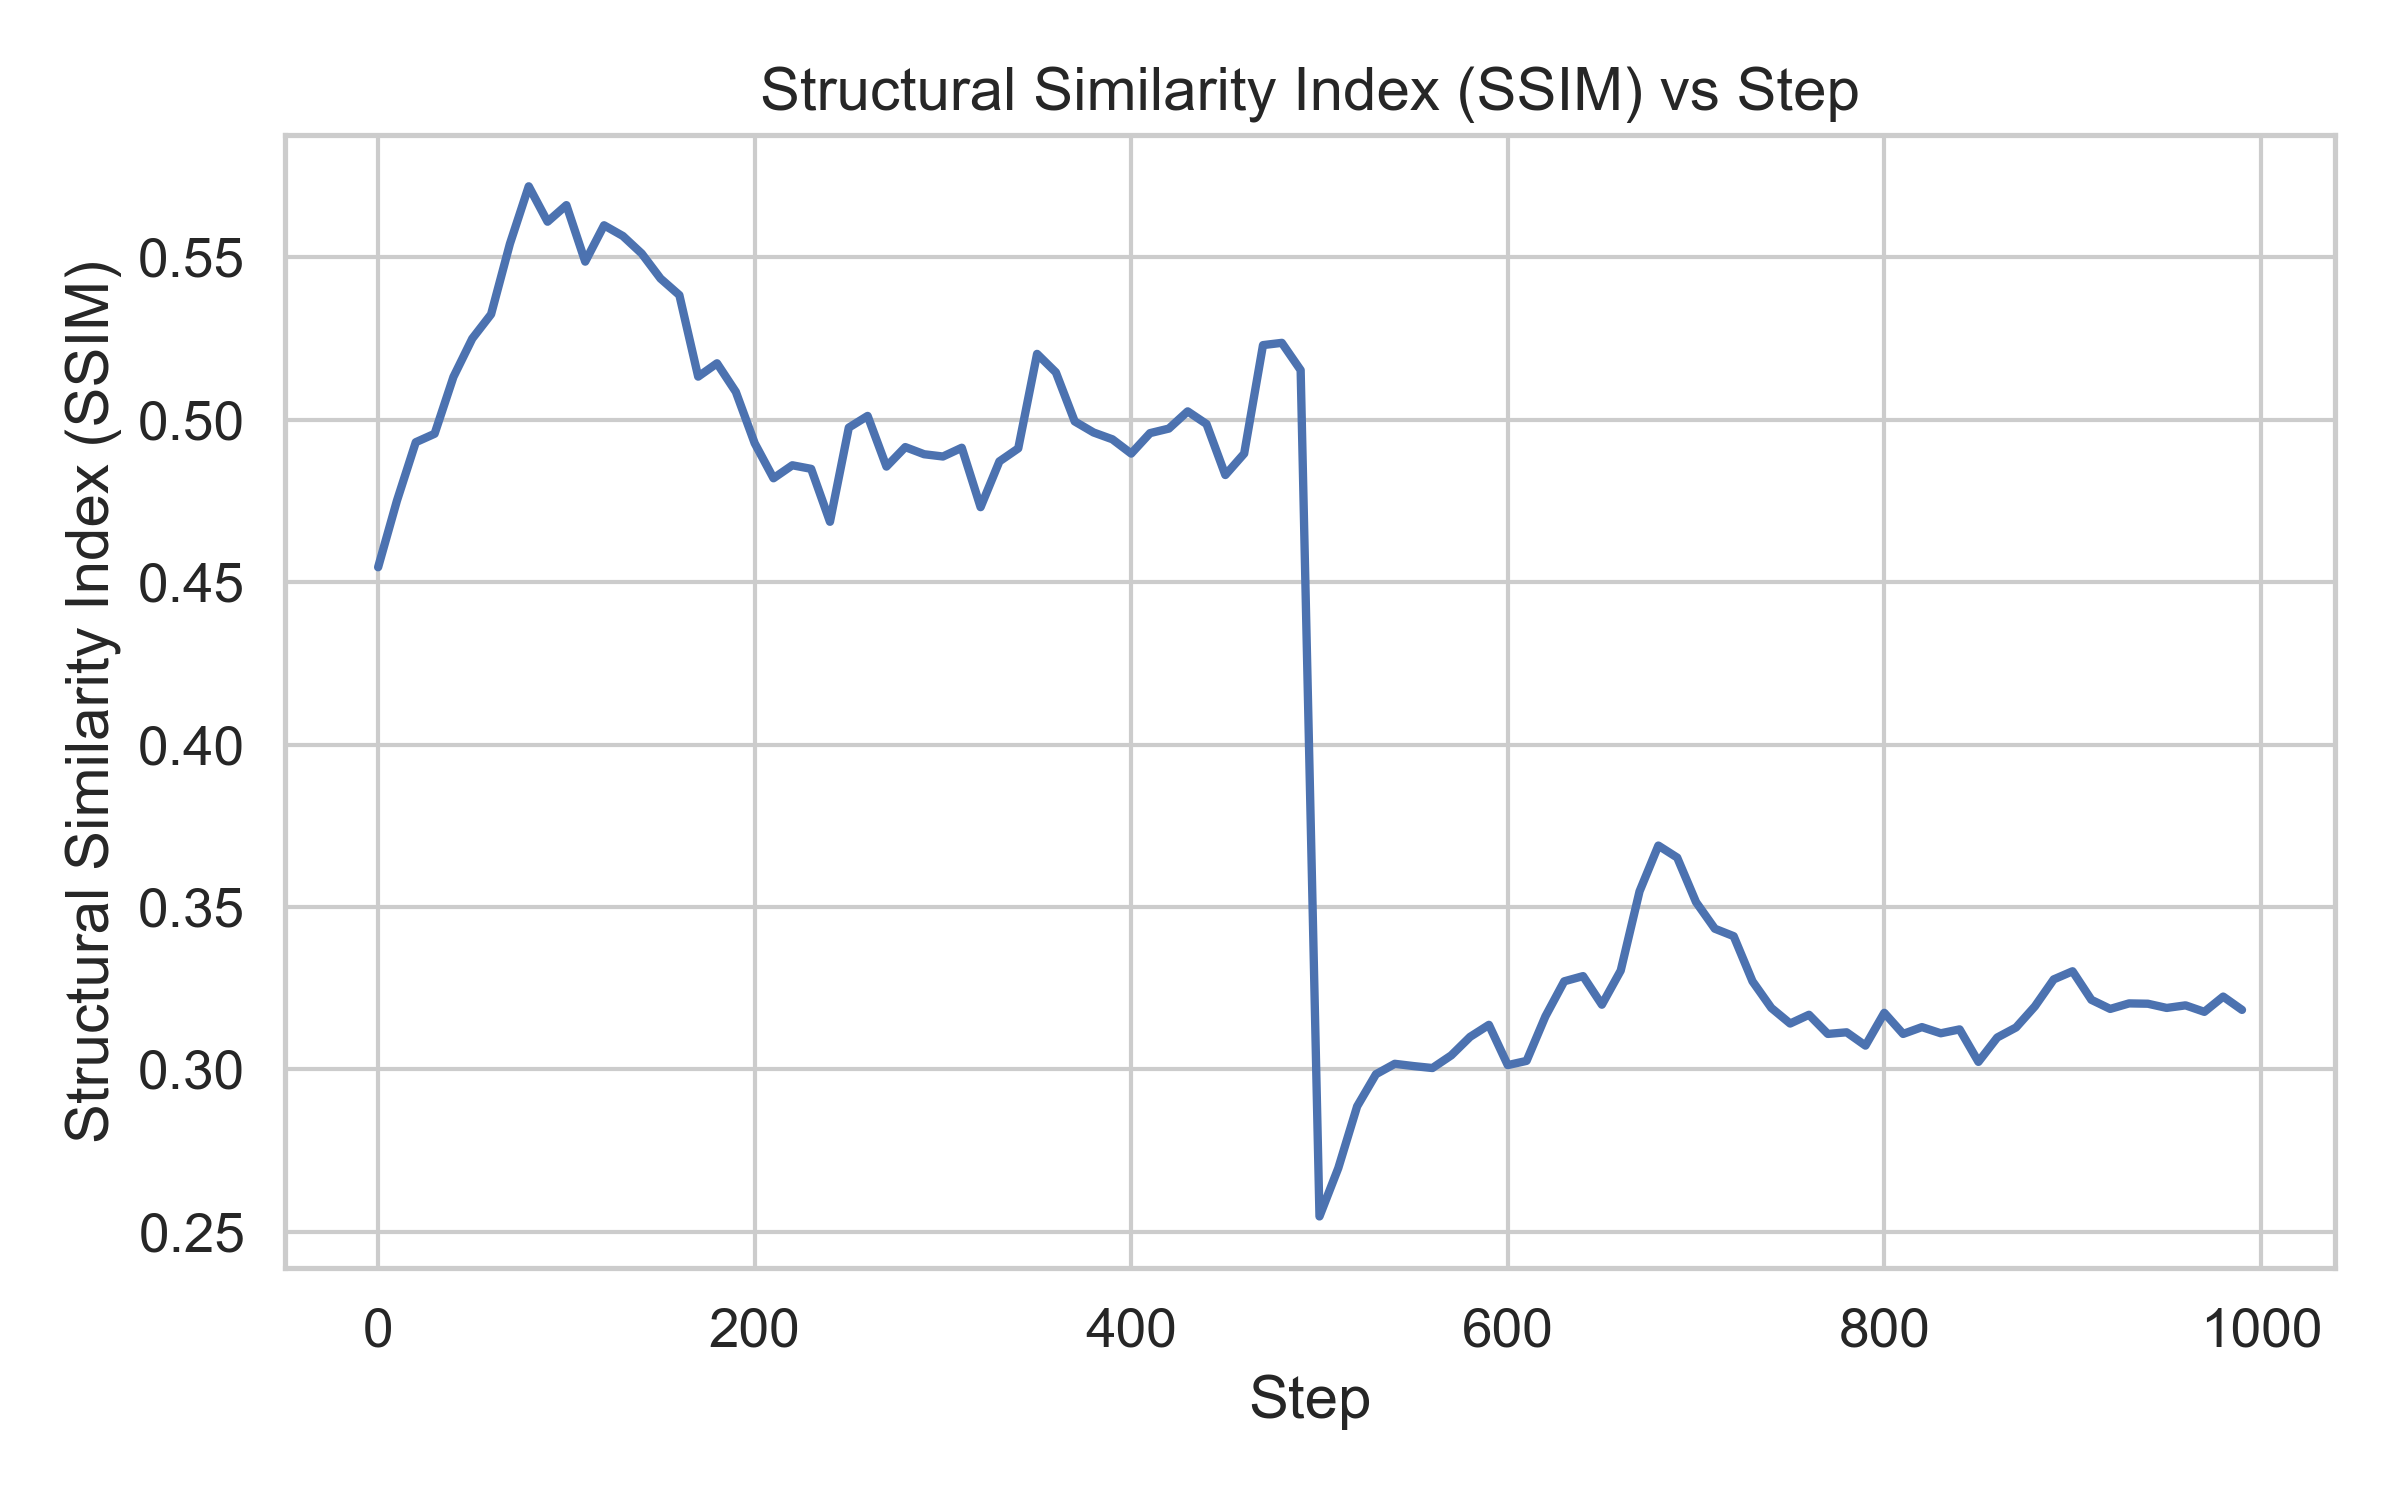 Structural Similarity Index (SSIM) vs Step
Structural Similarity Index (SSIM)
0.55
0.50
0.45
0.40
0.35
0.30
0.25
0 200 400 600 800 1000
Step